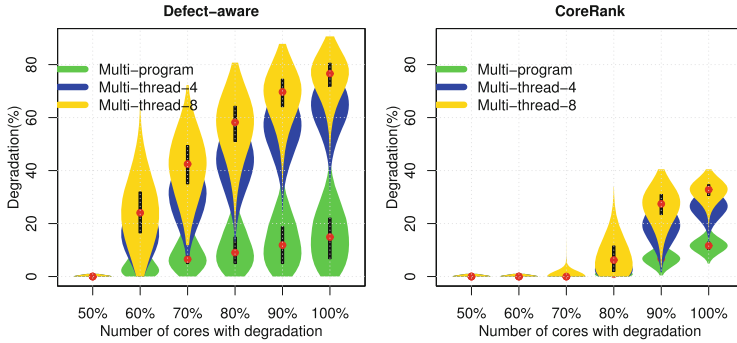 Defect−aware
Degradation(%)
80
60
40
20
0
Multi−program
Multi−thread−4
Multi−thread−8
50% 60% 70% 80% 90% 100%
Number of cores with degradation
CoreRank
Degradation(%)
80
60
40
20
0
Multi−program
Multi−thread−4
Multi−thread−8
50% 60% 70% 80% 90% 100%
Number of cores with degradation